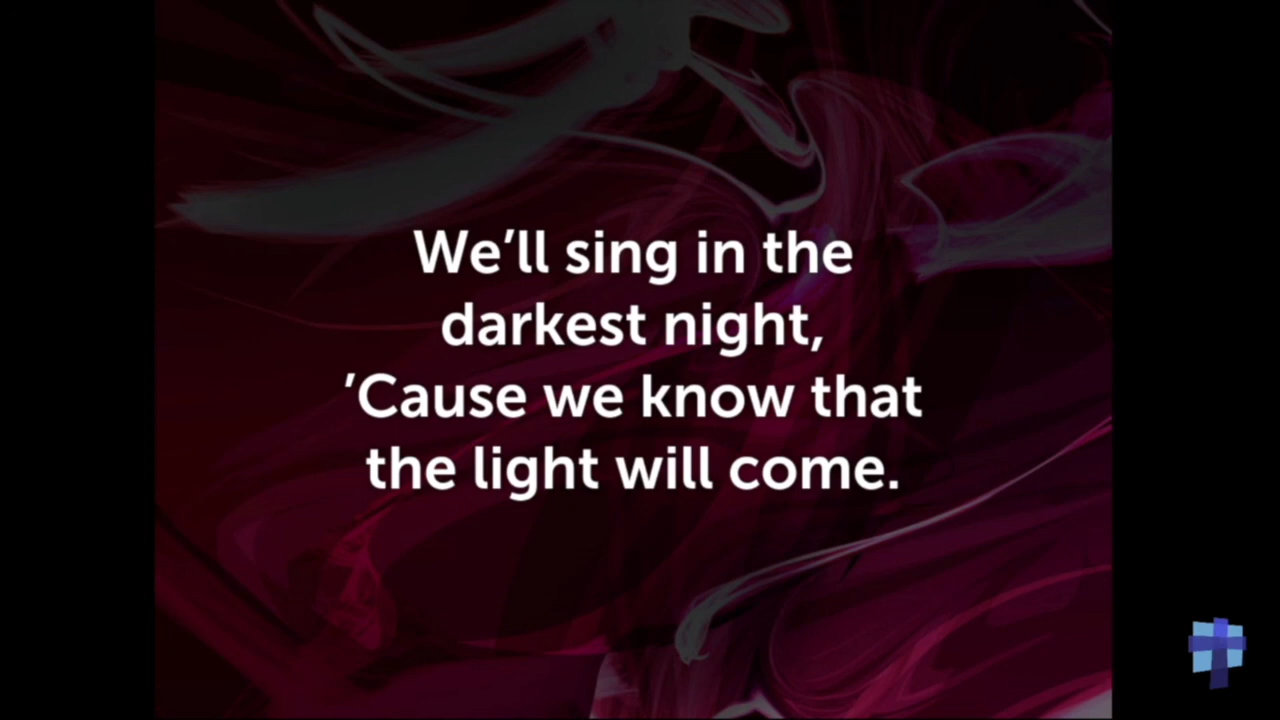 We’ll sing in the
darkest night,
’Cause we know that
the light will come.